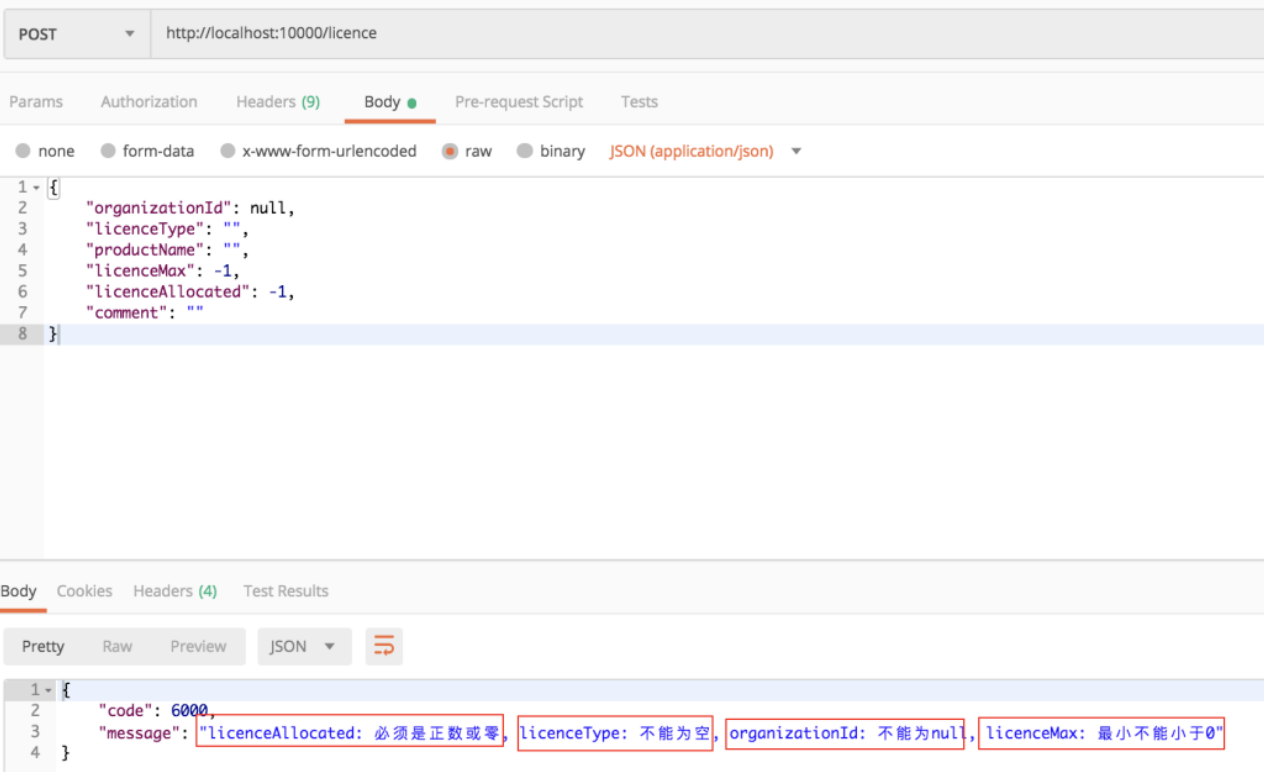 POST http://localhost:10000/licence
Params Authorization Headers (9) Body Pre-request Script Tests
none form-data x-www-form-urlencoded raw binary JSON (application/json)
1 {
2 "organizationId": null,
3 "licenceType": "",
4 "productName": "",
5 "licenceMax": -1,
6 "licenceAllocated": -1,
7 "comment": ""
8 }
Body Cookies Headers (4) Test Results
Pretty Raw Preview JSON
1 {
2 "code": 6000,
3 "message": "licenceAllocated: 必须是正数或零, licenceType: 不能为空, organizationId: 不能为null, licenceMax: 最小不能小于0"
4 }